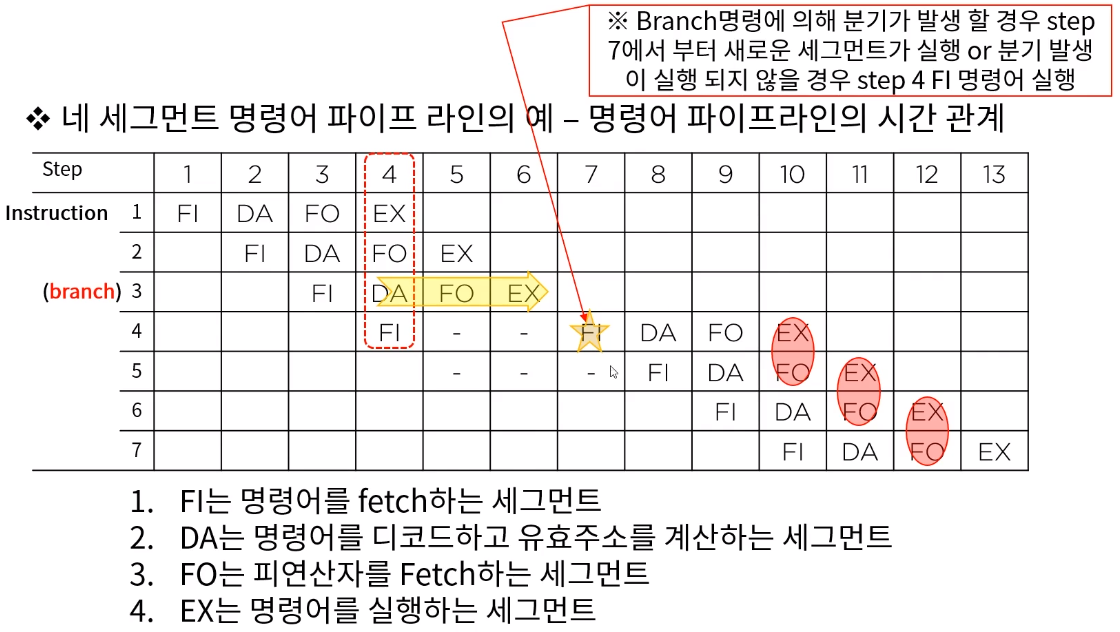 ※ Branch명령에 의해 분기가 발생 할 경우 step
7에서 부터 새로운 세그먼트가 실행 or 분기 발생
이 실행 되지 않을 경우 step 4 FI 명령어 실행
❖ 네 세그먼트 명령어 파이프 라인의 예 – 명령어 파이프라인의 시간 관계
Step 1 2 3 4 5 6 7 8 9 10 11 12 13
Instruction 1 FI DA FO EX
2 FI DA FO EX
(branch) 3 FI DA FO EX
4 FI - - FI DA FO EX
5 - - - FI DA FO EX
6 FI DA FO EX
7 FI DA FO EX
1. FI는 명령어를 fetch하는 세그먼트
2. DA는 명령어를 디코드하고 유효주소를 계산하는 세그먼트
3. FO는 피연산자를 Fetch하는 세그먼트
4. EX는 명령어를 실행하는 세그먼트